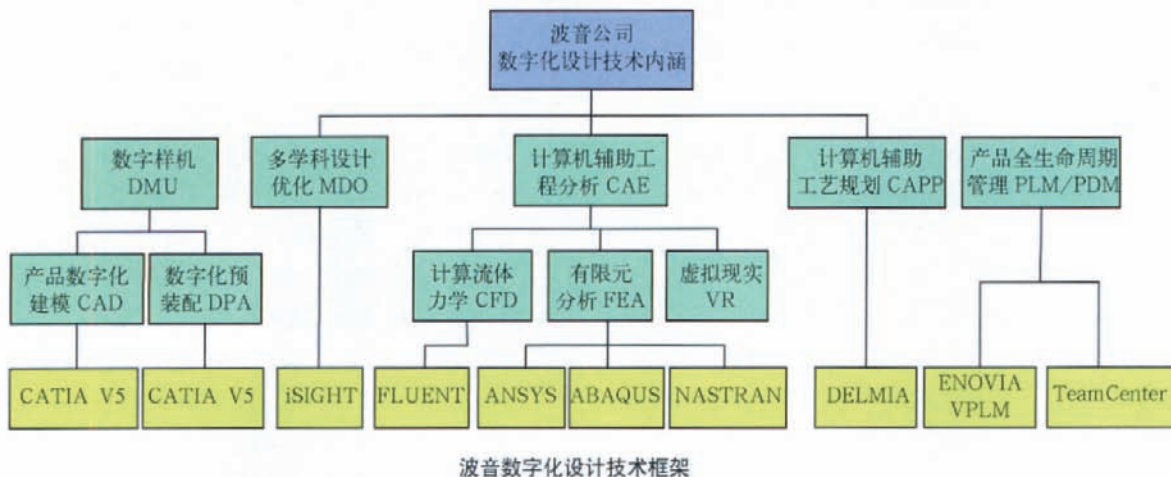 波音公司
数字化设计技术内涵
数字样机
DMU
多学科设计
优化 MDO
计算机辅助工
程分析 CAE
计算机辅助
工艺规划 CAPP
产品全生命周期
管理 PLM/PDM
产品数字化
建模 CAD
数字化预
装配 DPA
计算流体
力学 CFD
有限元
分析 FEA
虚拟现实
VR
CATIA V5
CATIA V5
iSIGHT
FLUENT
ANSYS
ABAQUS
NASTRAN
DELMIA
ENOVIA
VPLM
TeamCenter
波音数字化设计技术框架